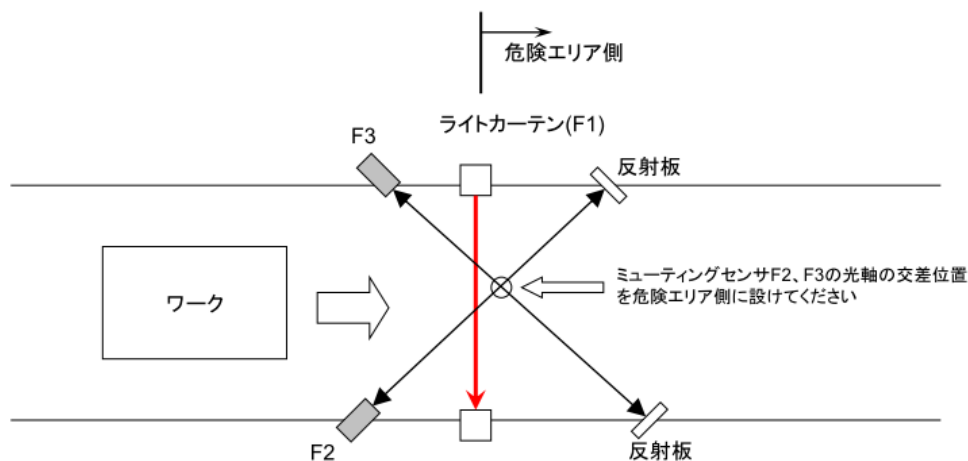 危険エリア側
ライトカーテン(F1)
F3
反射板
ワーク
ミューティングセンサF2、F3の光軸の交差位置
を危険エリア側に設けてください
F2
反射板